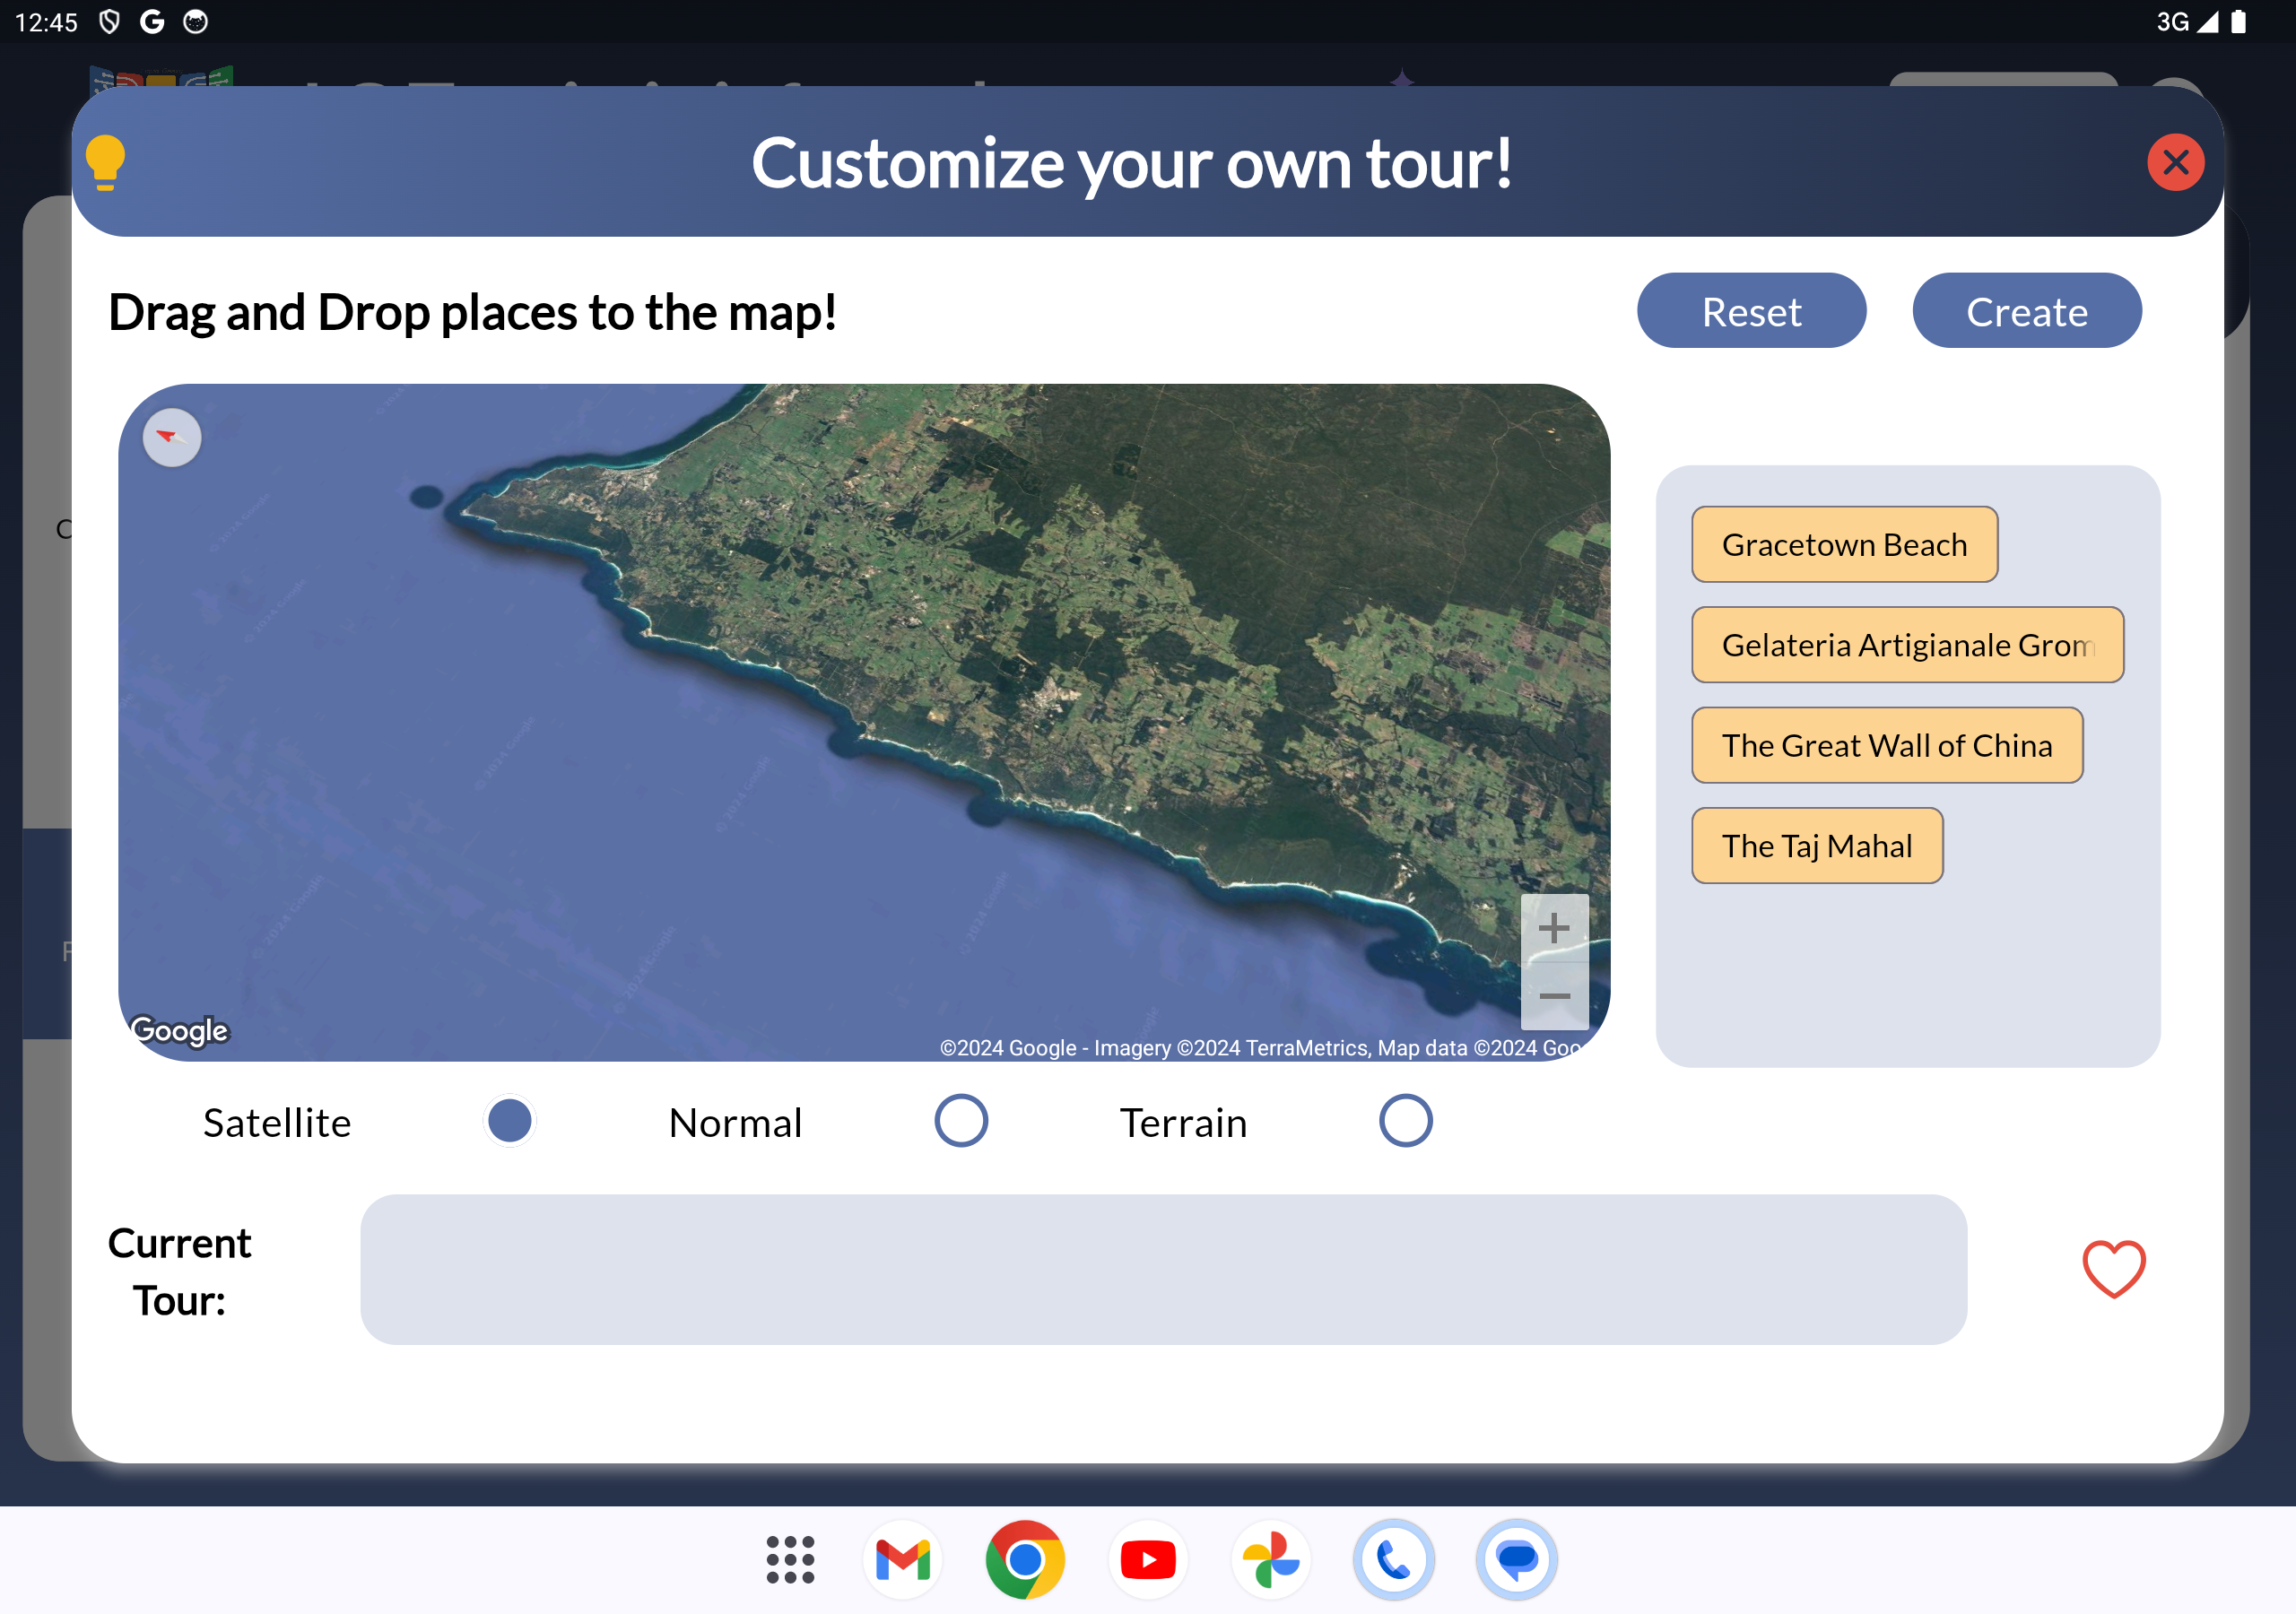 12:45
3G
Customize your own tour!
Drag and Drop places to the map!
Reset
Create
Gracetown Beach
Gelateria Artigianale Grom
The Great Wall of China
The Taj Mahal
Google
©2024 Google - Imagery ©2024 TerraMetrics, Map data ©2024 Goo
Satellite
Normal
Terrain
Current
Tour: